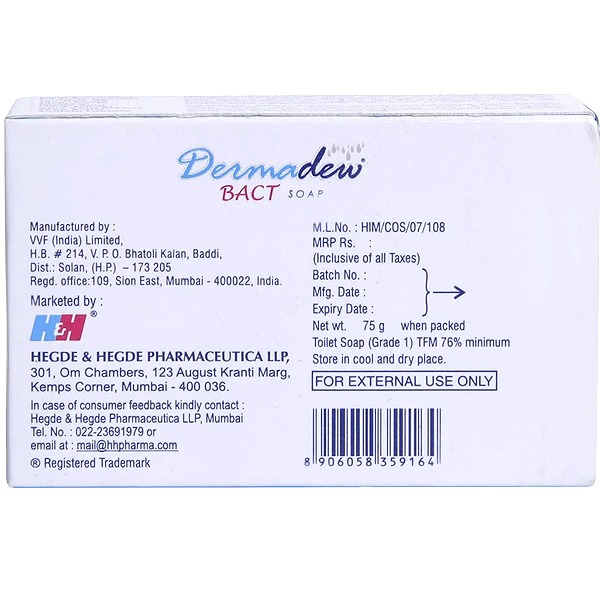 Dermadew
BACT SOAP
Manufactured by :
VVF (India) Limited,
H.B. # 214, V. P. O. Bhatoli Kalan, Baddi,
Dist.: Solan, (H.P.) – 173 205
Regd. office:109, Sion East, Mumbai - 400022, India.
Marketed by :
H&H ®
HEGDE & HEGDE PHARMACEUTICA LLP,
301, Om Chambers, 123 August Kranti Marg,
Kemps Corner, Mumbai - 400 036.
In case of consumer feedback kindly contact :
Hegde & Hegde Pharmaceutica LLP, Mumbai
Tel. No. : 022-23691979 or
email at : mail@hhpharma.com
® Registered Trademark
M.L.No. : HIM/COS/07/108
MRP Rs. :
(Inclusive of all Taxes)
Batch No. :
Mfg. Date :
Expiry Date :
Net wt. 75 g when packed
Toilet Soap (Grade 1) TFM 76% minimum
Store in cool and dry place.
FOR EXTERNAL USE ONLY
8 906058 359164